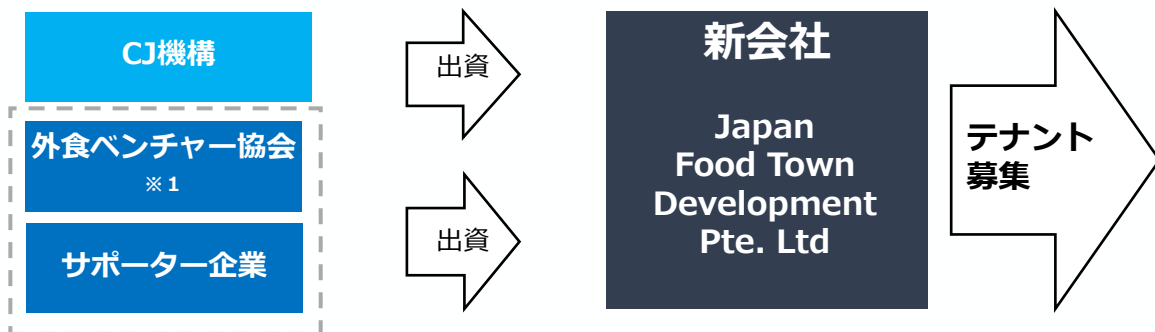 CJ機構
外食ベンチャー協会
※1
サポーター企業
出資
出資
新会社
Japan
Food Town
Development
Pte. Ltd
テナント
募集